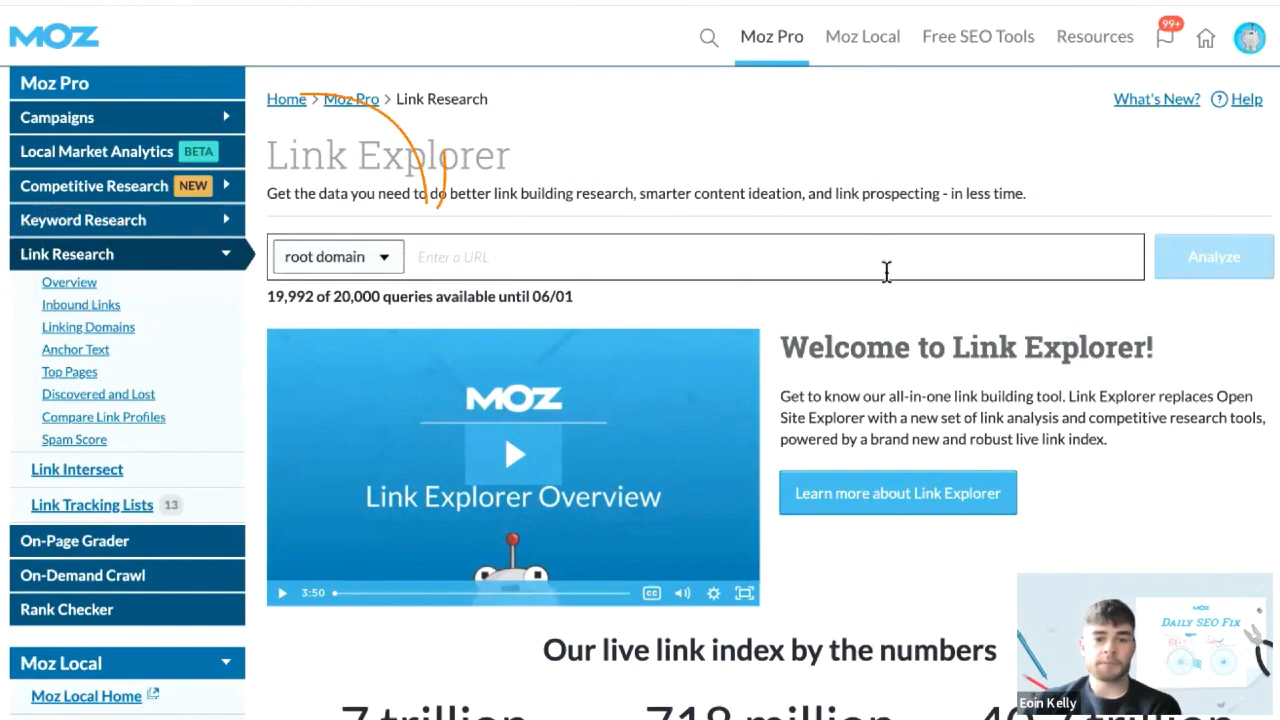 MOZ
Moz Pro
Moz Local
Free SEO Tools
Resources
99+
Moz Pro
Campaigns
Local Market Analytics BETA
Competitive Research NEW
Keyword Research
Link Research
Overview
Inbound Links
Linking Domains
Anchor Text
Top Pages
Discovered and Lost
Compare Link Profiles
Spam Score
Link Intersect
Link Tracking Lists 13
On-Page Grader
On-Demand Crawl
Rank Checker
Moz Local
Moz Local Home
Home > Moz Pro > Link Research
What's New? ? Help
Link Explorer
Get the data you need to do better link building research, smarter content ideation, and link prospecting - in less time.
root domain
Enter a URL
Analyze
19,992 of 20,000 queries available until 06/01
MOZ
Link Explorer Overview
3:50
CC
Welcome to Link Explorer!
Get to know our all-in-one link building tool. Link Explorer replaces Open
Site Explorer with a new set of link analysis and competitive research tools,
powered by a brand new and robust live link index.
Learn more about Link Explorer
Our live link index by the numbers
7 trillion
718 million
MOZ
Daily SEO Fix
Eoin Kelly